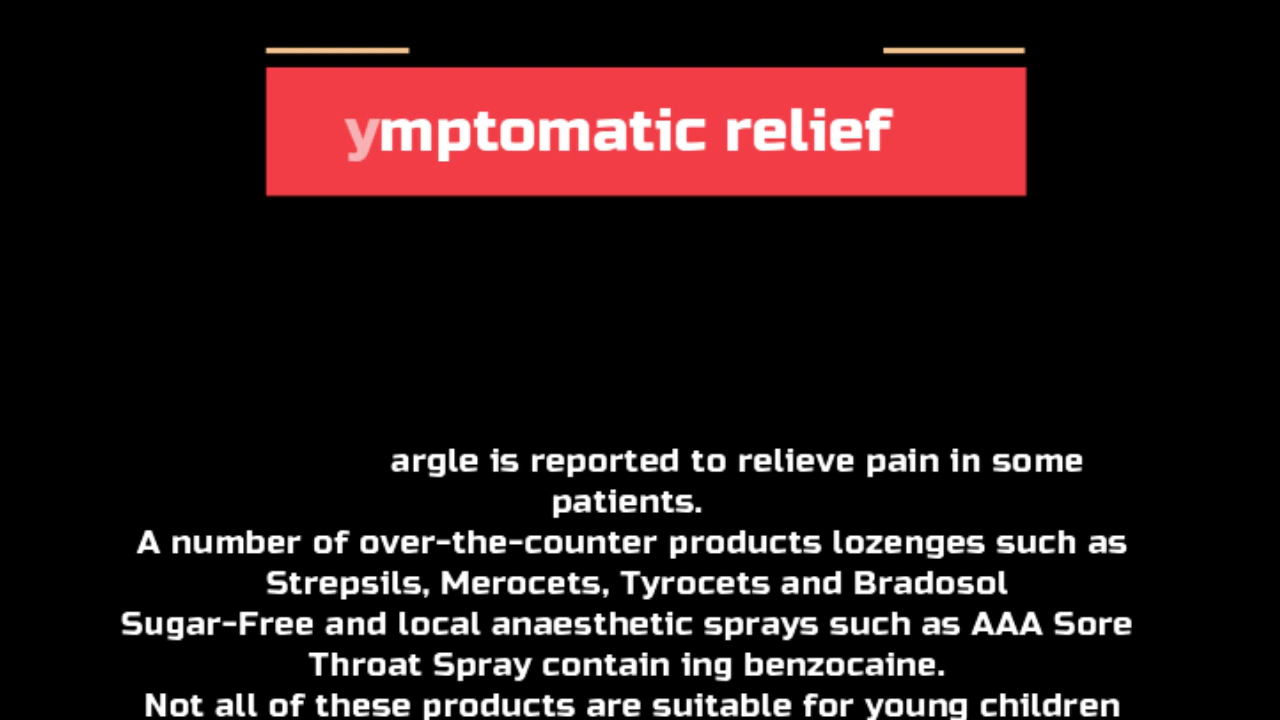 ymptomatic relief
argle is reported to relieve pain in some
patients.
A number of over-the-counter products lozenges such as
Strepsils, Merocets, Tyrocets and Bradosol
Sugar-Free and local anaesthetic sprays such as AAA Sore
Throat Spray contain ing benzocaine.
Not all of these products are suitable for young children